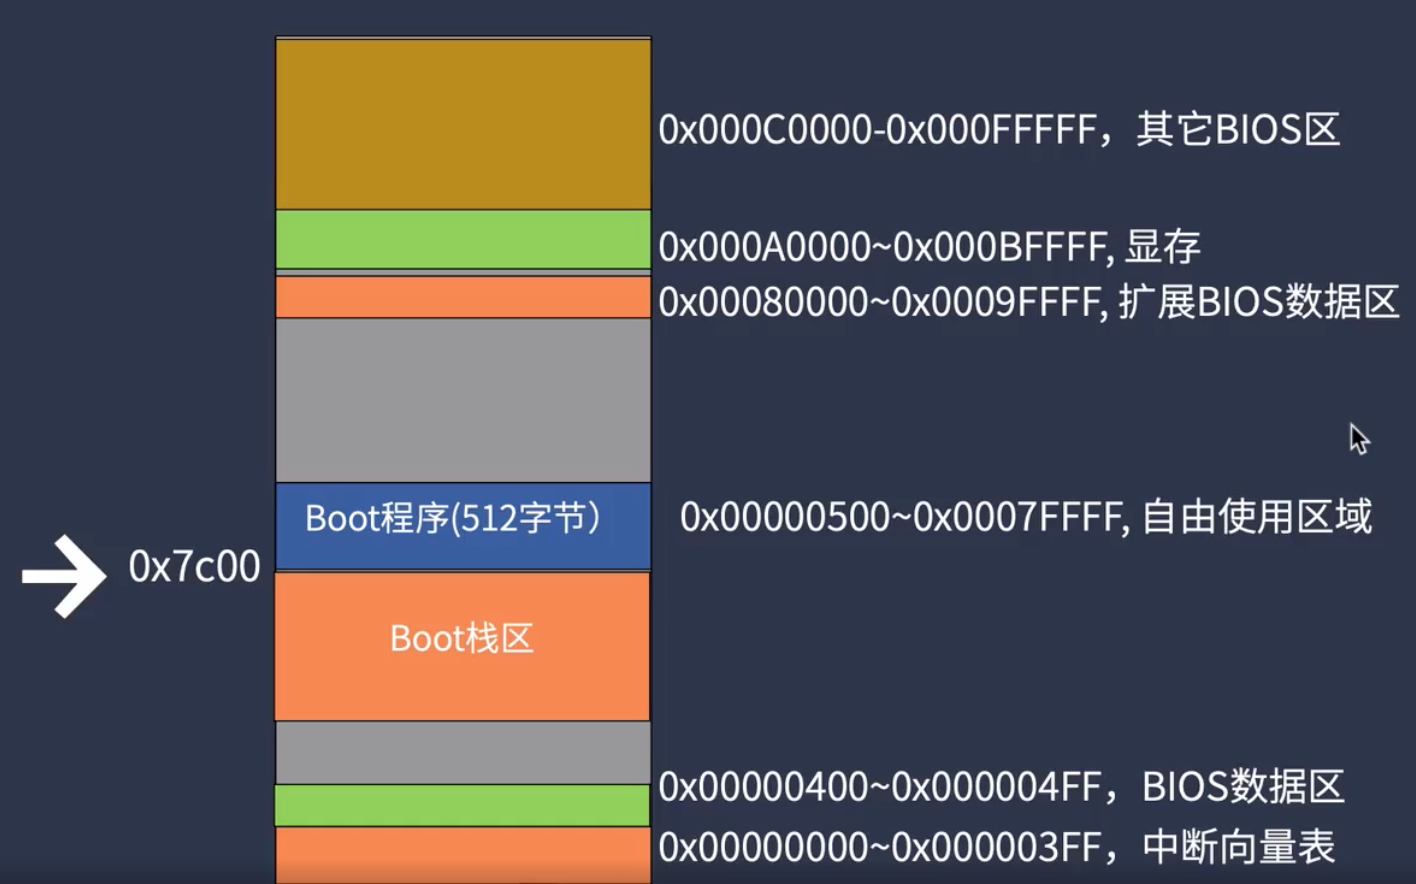 0x000C0000-0x000FFFFF，其它BIOS区
0x000A0000~0x000BFFFF, 显存
0x00080000~0x0009FFFF, 扩展BIOS数据区
Boot程序(512字节）
0x00000500~0x0007FFFF, 自由使用区域
0x7c00
Boot栈区
0x00000400~0x000004FF，BIOS数据区
0x00000000~0x000003FF，中断向量表